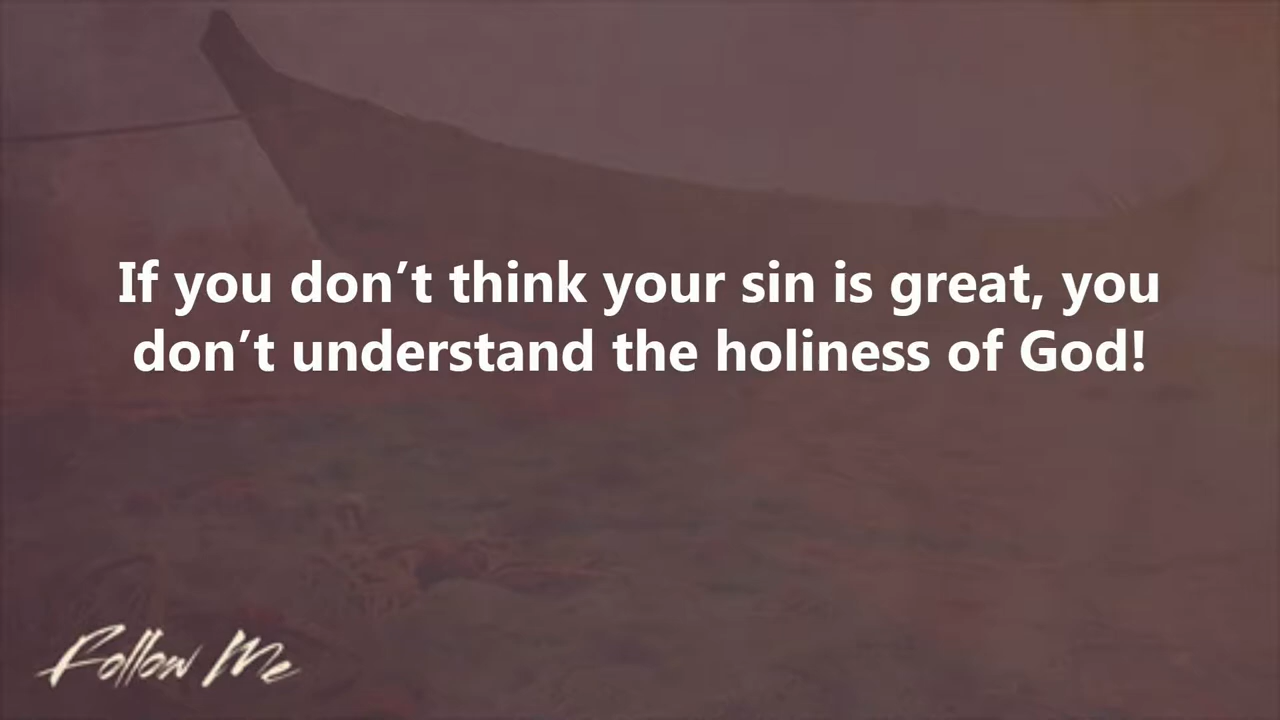 If you don’t think your sin is great, you
don’t understand the holiness of God!
Follow Me